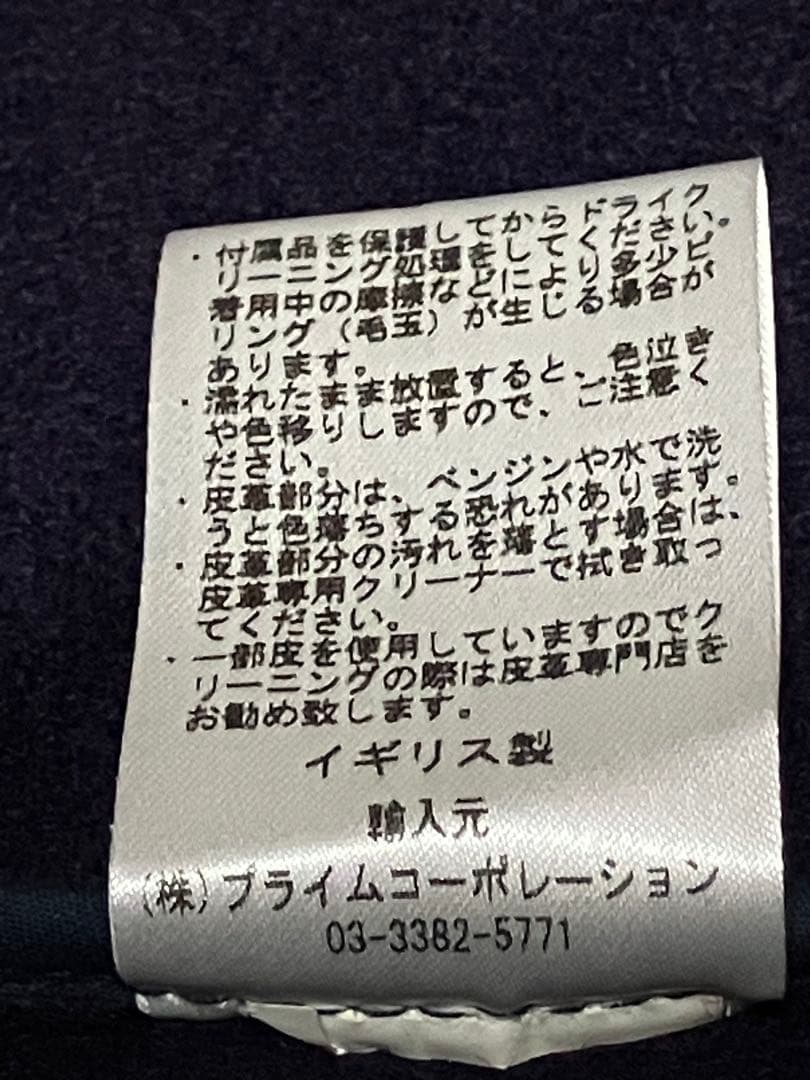 ・付属品を保護してからドライク
リーニング処理をしてください。
着用中の摩擦などにより多少ピ
リング（毛玉）が生じる場合が
あります。
・濡れたまま放置すると、色泣き
や色移りしますので、ご注意く
ださい。
・皮革部分は、ベンジンや水で洗
うと色落ちする恐れがあります。
・皮革部分の汚れを落とす場合は、
皮革専用クリーナーで拭き取っ
てください。
・一部皮を使用していますのでク
リーニングの際は皮革専門店を
お勧め致します。
イギリス製
輸入元
（株）プライムコーポレーション
03-3382-5771